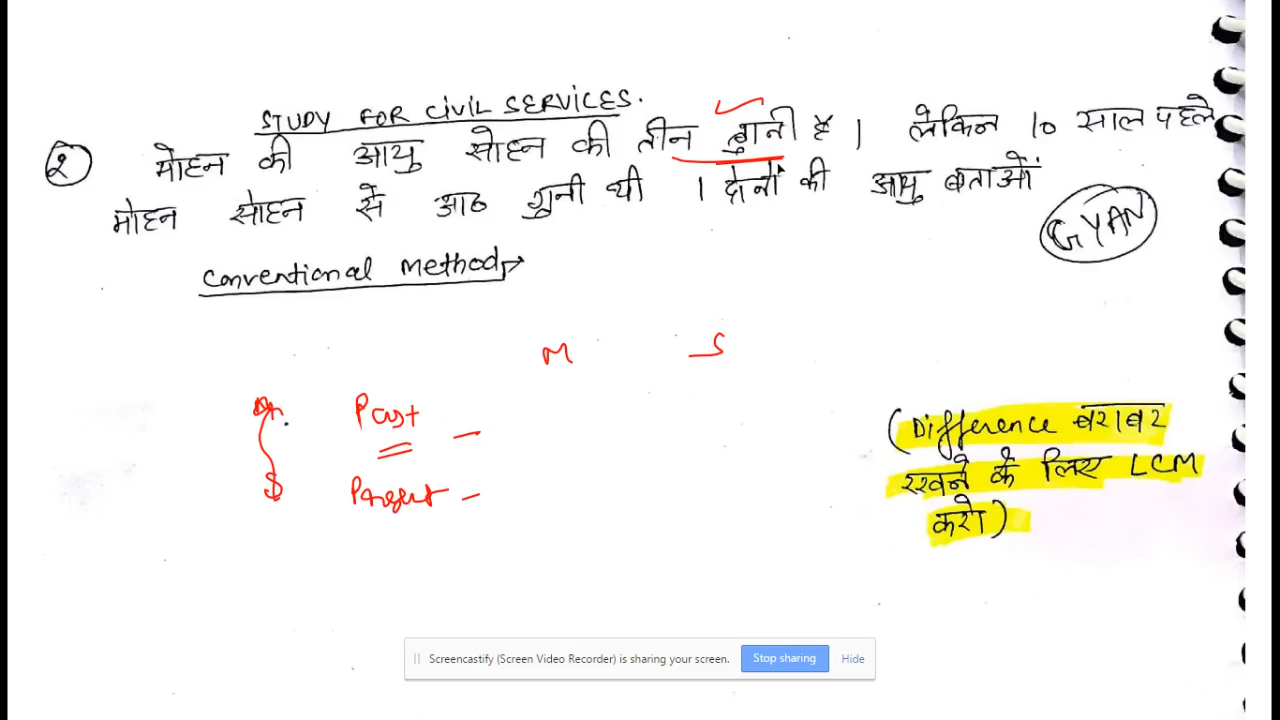 STUDY FOR CIVIL SERVICES.
२ मोहन की आयु सोहन की तीन गुनी है । लेकिन 10 साल पहले
मोहन सोहन से आठ गुनी थी । दोनों की आयु बताओं
GYAN
Conventional method→
M S
Past –
Present –
(Difference बराबर
रखने के लिए LCM
करो)
Screencastify (Screen Video Recorder) is sharing your screen. Stop sharing Hide